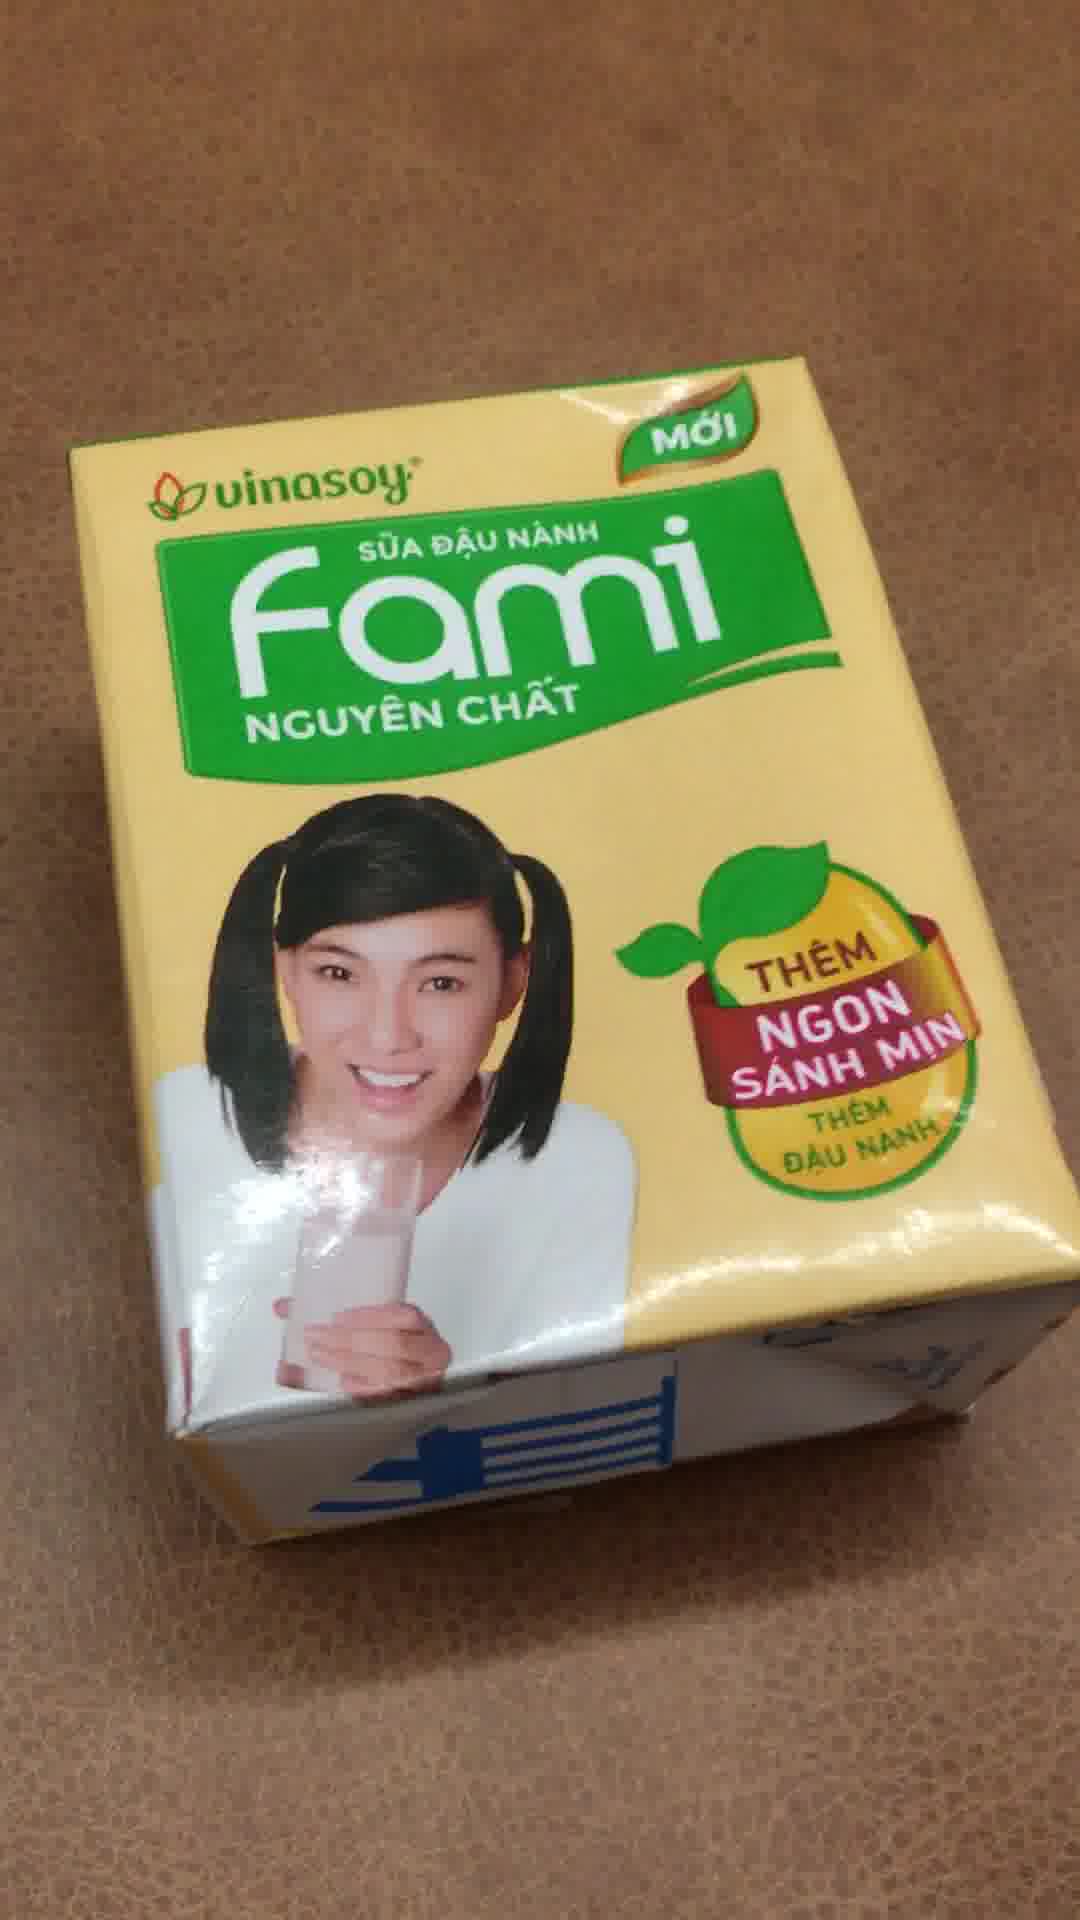 vinasoy
MỚI
SỮA ĐẬU NÀNH
fami
NGUYÊN CHẤT
THÊM
NGON
SÁNH MỊN
THÊM
ĐẬU NÀNH